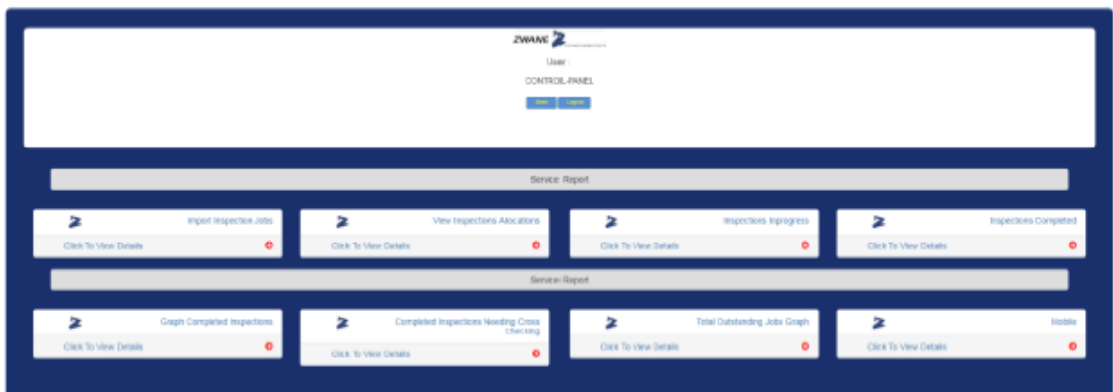 ZWANE
User :
CONTROL-PANEL
Logout
Service Report
Import Inspection Jobs
Click To View Details
View Inspections Allocations
Click To View Details
Inspections Inprogress
Click To View Details
Inspections Completed
Click To View Details
Service Report
Graph Completed Inspections
Click To View Details
Completed Inspections Needing Cross
Checking
Click To View Details
Total Outstanding Jobs Graph
Click To View Details
Mobile
Click To View Details